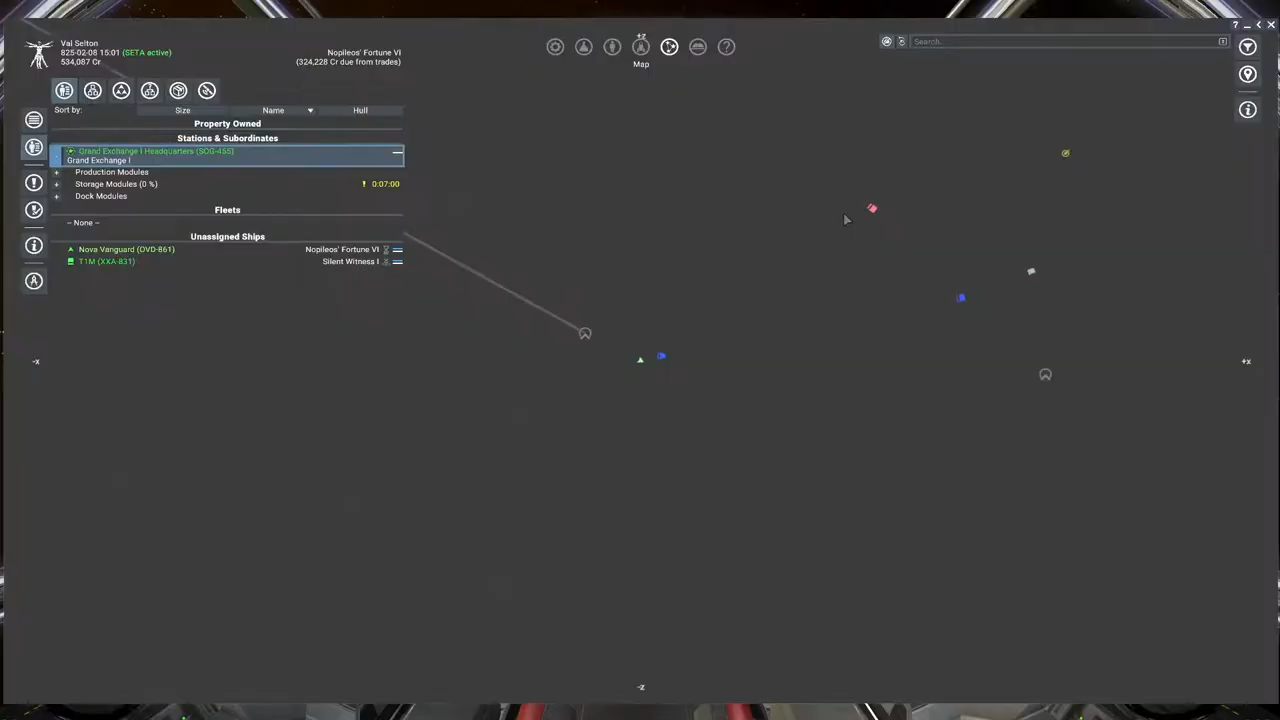 Val Selton
825-02-08 15:01 (SETA active)
534,087 Cr
Nopileos' Fortune VI
(324,228 Cr due from trades)
+z
Map
Search...
?
Sort by:
Size
Name
Hull
Property Owned
Stations & Subordinates
Grand Exchange I Headquarters (SOG-455)
Grand Exchange I
Production Modules
Storage Modules (0 %)
! 0:07:00
Dock Modules
Fleets
-- None --
Unassigned Ships
Nova Vanguard (OVD-861)
Nopileos' Fortune VI
T1M (XXA-831)
Silent Witness I
-x
+x
-z